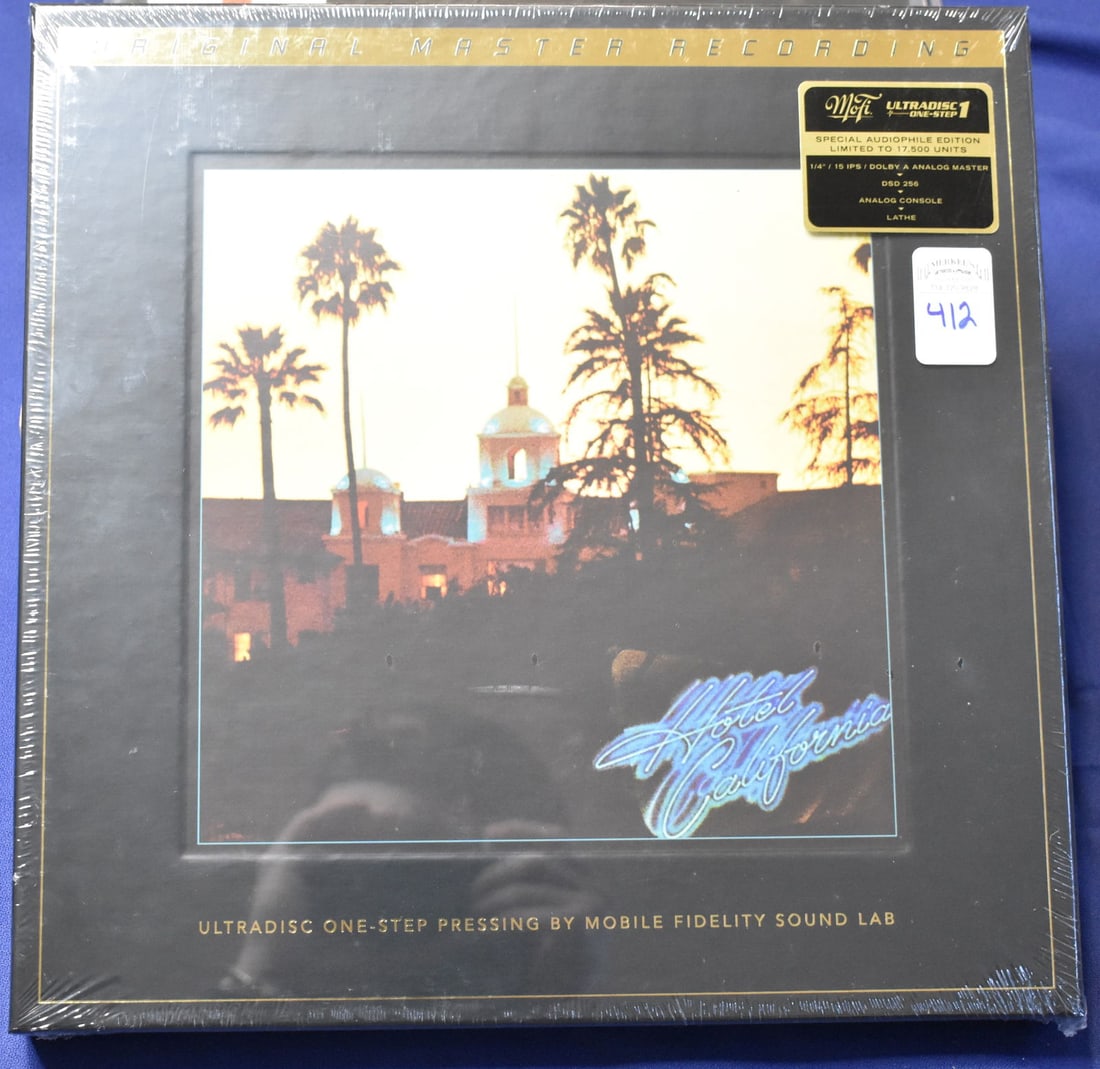 ORIGINAL MASTER RECORDING
MoFi ULTRADISC ONE-STEP 1
SPECIAL AUDIOPHILE EDITION
LIMITED TO 17,500 UNITS
1/4" / 15 IPS / DOLBY A ANALOG MASTER
DSD 256
ANALOG CONSOLE
LATHE
412
Hotel
California
ULTRADISC ONE-STEP PRESSING BY MOBILE FIDELITY SOUND LAB